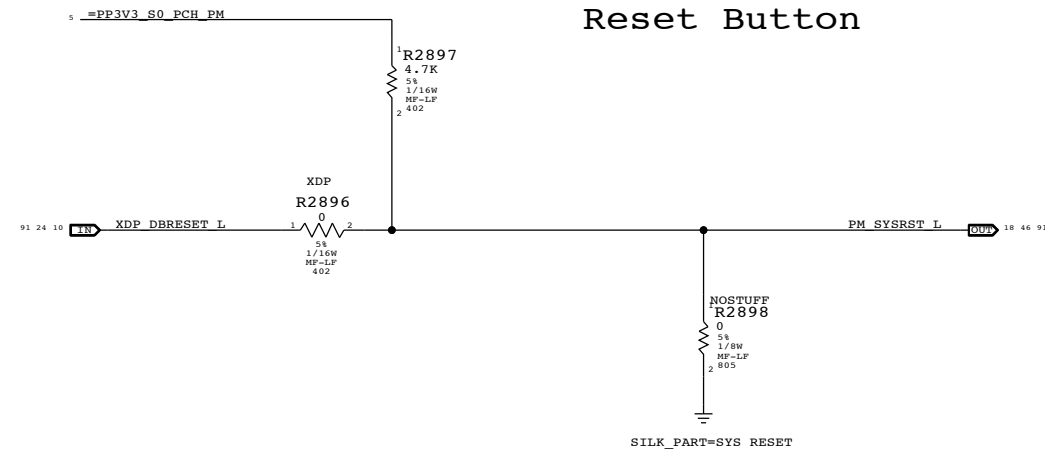 Reset Button
5 =PP3V3_S0_PCH_PM
1
R2897
4.7K
5%
1/16W
MF-LF
402
2
XDP
R2896
0
91 24 10 IN XDP_DBRESET_L 1 2 PM_SYSRST_L OUT 18 46 91
5%
1/16W
MF-LF
402
NOSTUFF
1
R2898
0
5%
1/8W
MF-LF
805
2
SILK_PART=SYS RESET